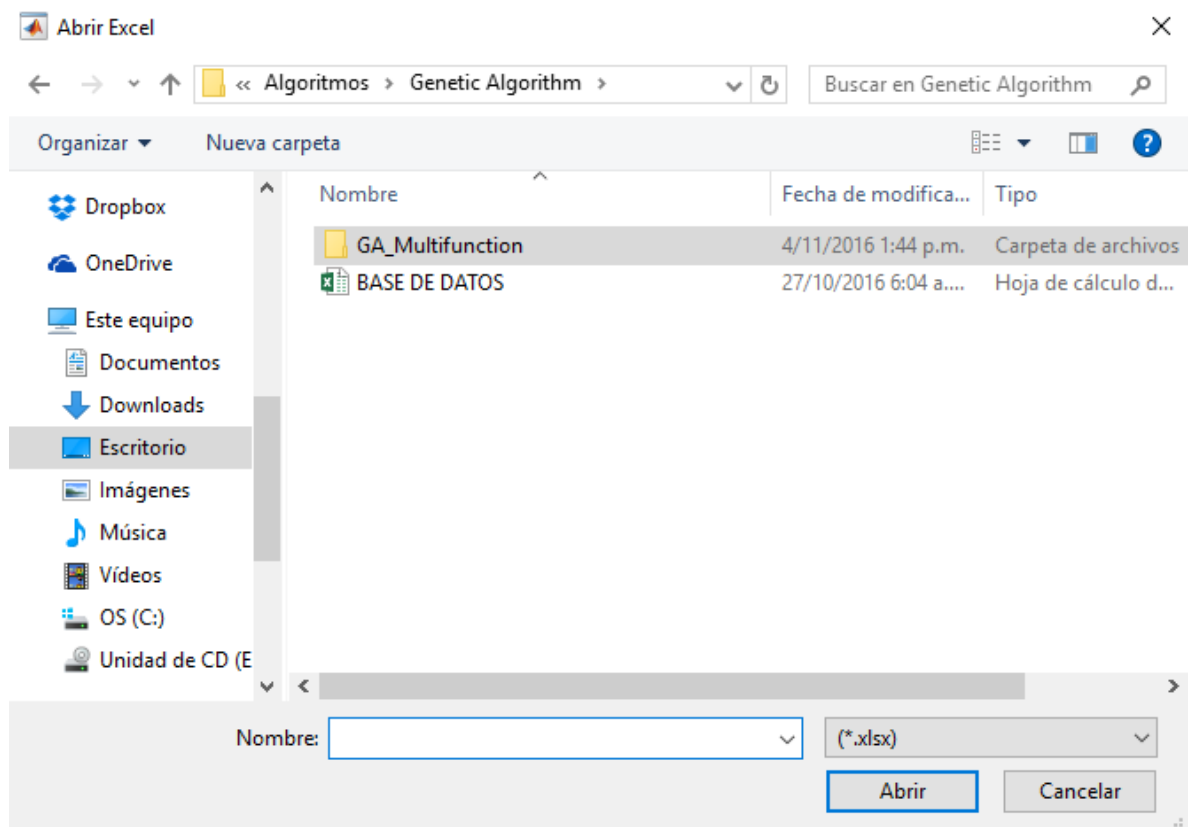 Abrir Excel
« Algoritmos > Genetic Algorithm >
Buscar en Genetic Algorithm
Organizar Nueva carpeta
Dropbox
OneDrive
Este equipo
Documentos
Downloads
Escritorio
Imágenes
Música
Vídeos
OS (C:)
Unidad de CD (E
Nombre Fecha de modifica... Tipo
GA_Multifunction 4/11/2016 1:44 p.m. Carpeta de archivos
BASE DE DATOS 27/10/2016 6:04 a.... Hoja de cálculo d...
Nombre: (*.xlsx)
Abrir Cancelar